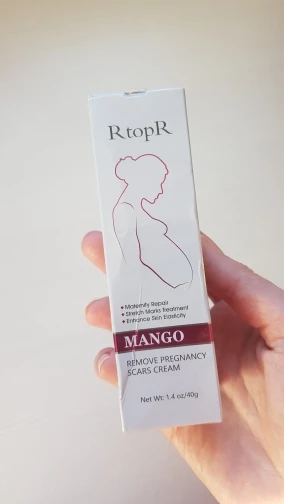 RtopR
Maternity Repair
Stretch Marks Treatment
Enhance Skin Elasticity
MANGO
REMOVE PREGNANCY
SCARS CREAM
Net Wt: 1.4 oz/40g